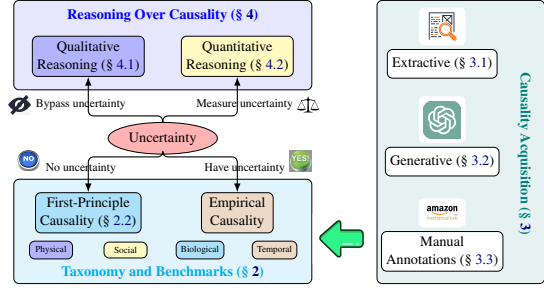 Reasoning Over Causality (§ 4)
Qualitative
Reasoning (§ 4.1)
Quantitative
Reasoning (§ 4.2)
Bypass uncertainty
Measure uncertainty
Uncertainty
NO
No uncertainty
Have uncertainty
YES!
First-Principle
Causality (§ 2.2)
Empirical
Causality
Physical
Social
Biological
Temporal
Taxonomy and Benchmarks (§ 2)
Extractive (§ 3.1)
Generative (§ 3.2)
amazon
mechanical turk
Manual
Annotations (§ 3.3)
Causality Acquisition (§ 3)